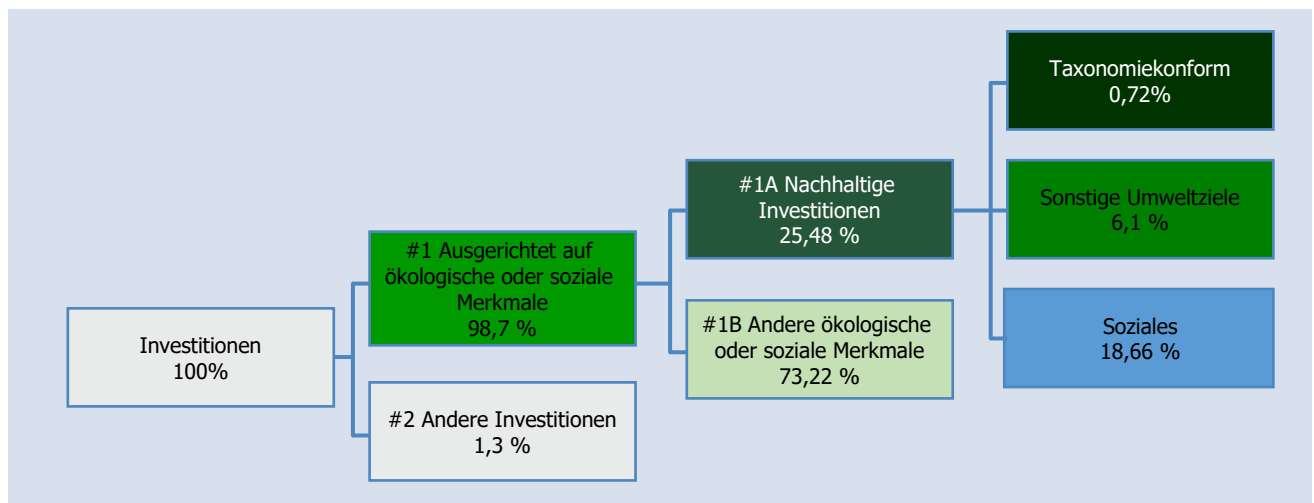 Investitionen
100%
#1 Ausgerichtet auf
ökologische oder soziale
Merkmale
98,7 %
#2 Andere Investitionen
1,3 %
#1A Nachhaltige
Investitionen
25,48 %
#1B Andere ökologische
oder soziale Merkmale
73,22 %
Taxonomiekonform
0,72%
Sonstige Umweltziele
6,1 %
Soziales
18,66 %